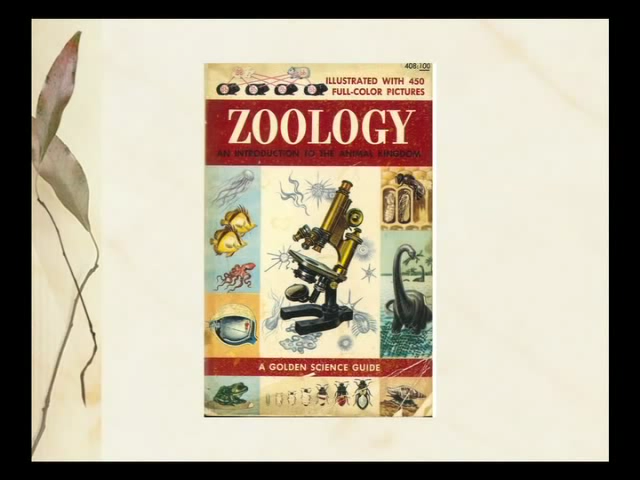 408:100
ILLUSTRATED WITH 450
FULL-COLOR PICTURES
ZOOLOGY
AN INTRODUCTION TO THE ANIMAL KINGDOM
A GOLDEN SCIENCE GUIDE